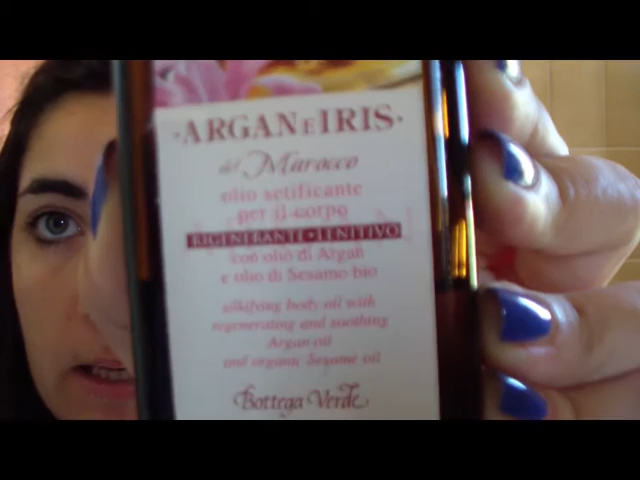 ·ARGAN E IRIS·
del Marocco
olio setificante
per il corpo
RIGENERANTE • LENITIVO
con olio di Argan
e olio di Sesamo bio
silkifying body oil with
regenerating and soothing
Argan oil
and organic Sesame oil
Bottega Verde